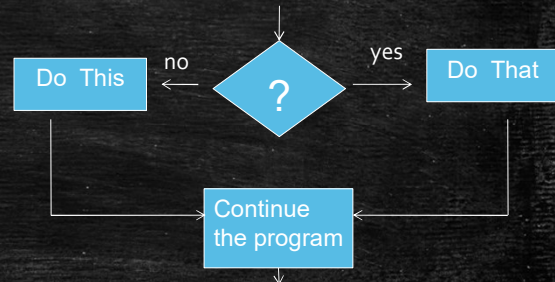 no
yes
Do This
?
Do That
Continue
the program